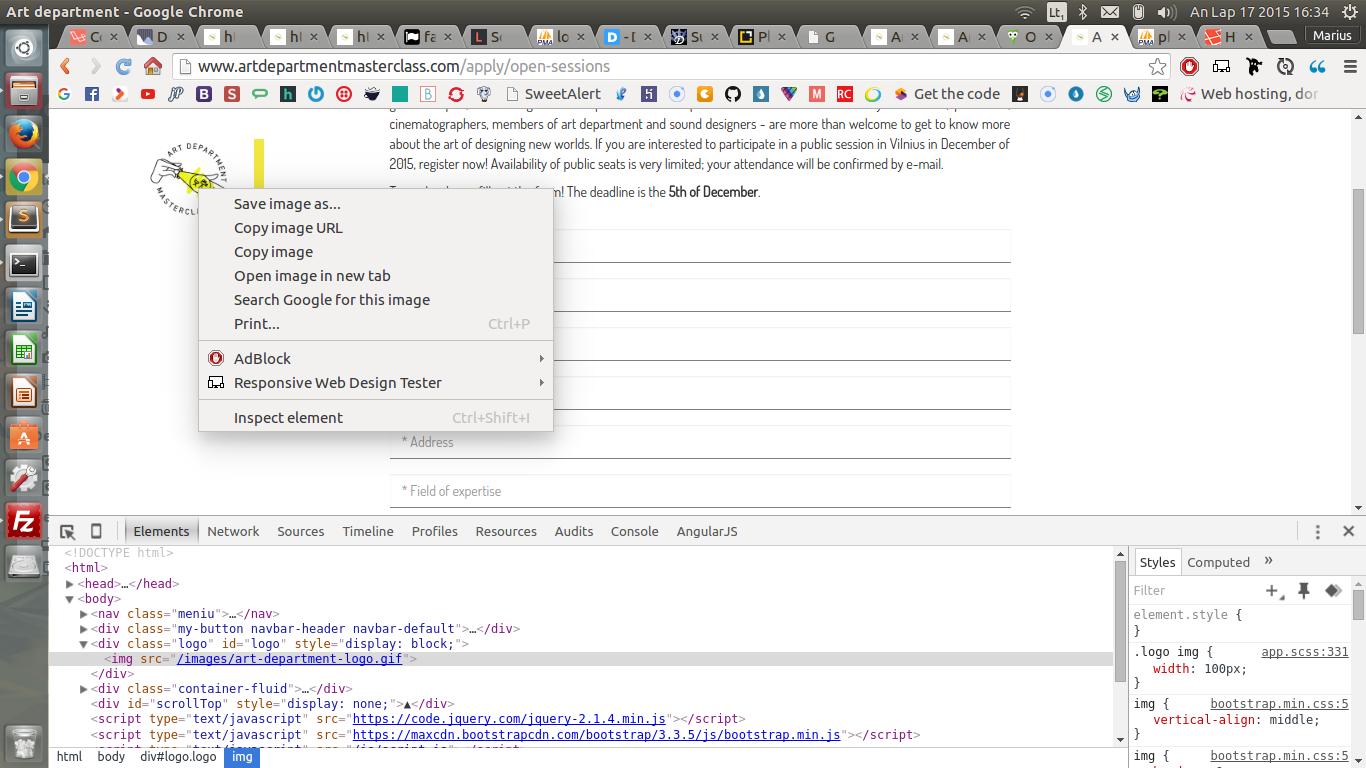 Art department - Google Chrome
Lt1
An Lap 17 2015 16:34
Marius
www.artdepartmentmasterclass.com/apply/open-sessions
SweetAlert
Get the code
Web hosting, dor
cinematographers, members of art department and sound designers - are more than welcome to get to know more
about the art of designing new worlds. If you are interested to participate in a public session in Vilnius in December of
2015, register now! Availability of public seats is very limited; your attendance will be confirmed by e-mail.
The deadline is the 5th of December.
ART DEPARTMENT
Save image as...
Copy image URL
Copy image
Open image in new tab
Search Google for this image
Print... Ctrl+P
AdBlock
Responsive Web Design Tester
Inspect element Ctrl+Shift+I
* Address
* Field of expertise
Elements Network Sources Timeline Profiles Resources Audits Console AngularJS
<!DOCTYPE html>
<html>
<head>…</head>
<body>
<nav class="meniu">…</nav>
<div class="my-button navbar-header navbar-default">…</div>
<div class="logo" id="logo" style="display: block;">
<img src="/images/art-department-logo.gif">
</div>
<div class="container-fluid">…</div>
<div id="scrollTop" style="display: none;">▲</div>
<script type="text/javascript" src="https://code.jquery.com/jquery-2.1.4.min.js"></script>
<script type="text/javascript" src="https://maxcdn.bootstrapcdn.com/bootstrap/3.3.5/js/bootstrap.min.js"></script>
html body div#logo.logo img
Styles Computed »
Filter
element.style {
}
.logo img { app.scss:331
width: 100px;
}
img { bootstrap.min.css:5
vertical-align: middle;
}
img { bootstrap.min.css:5